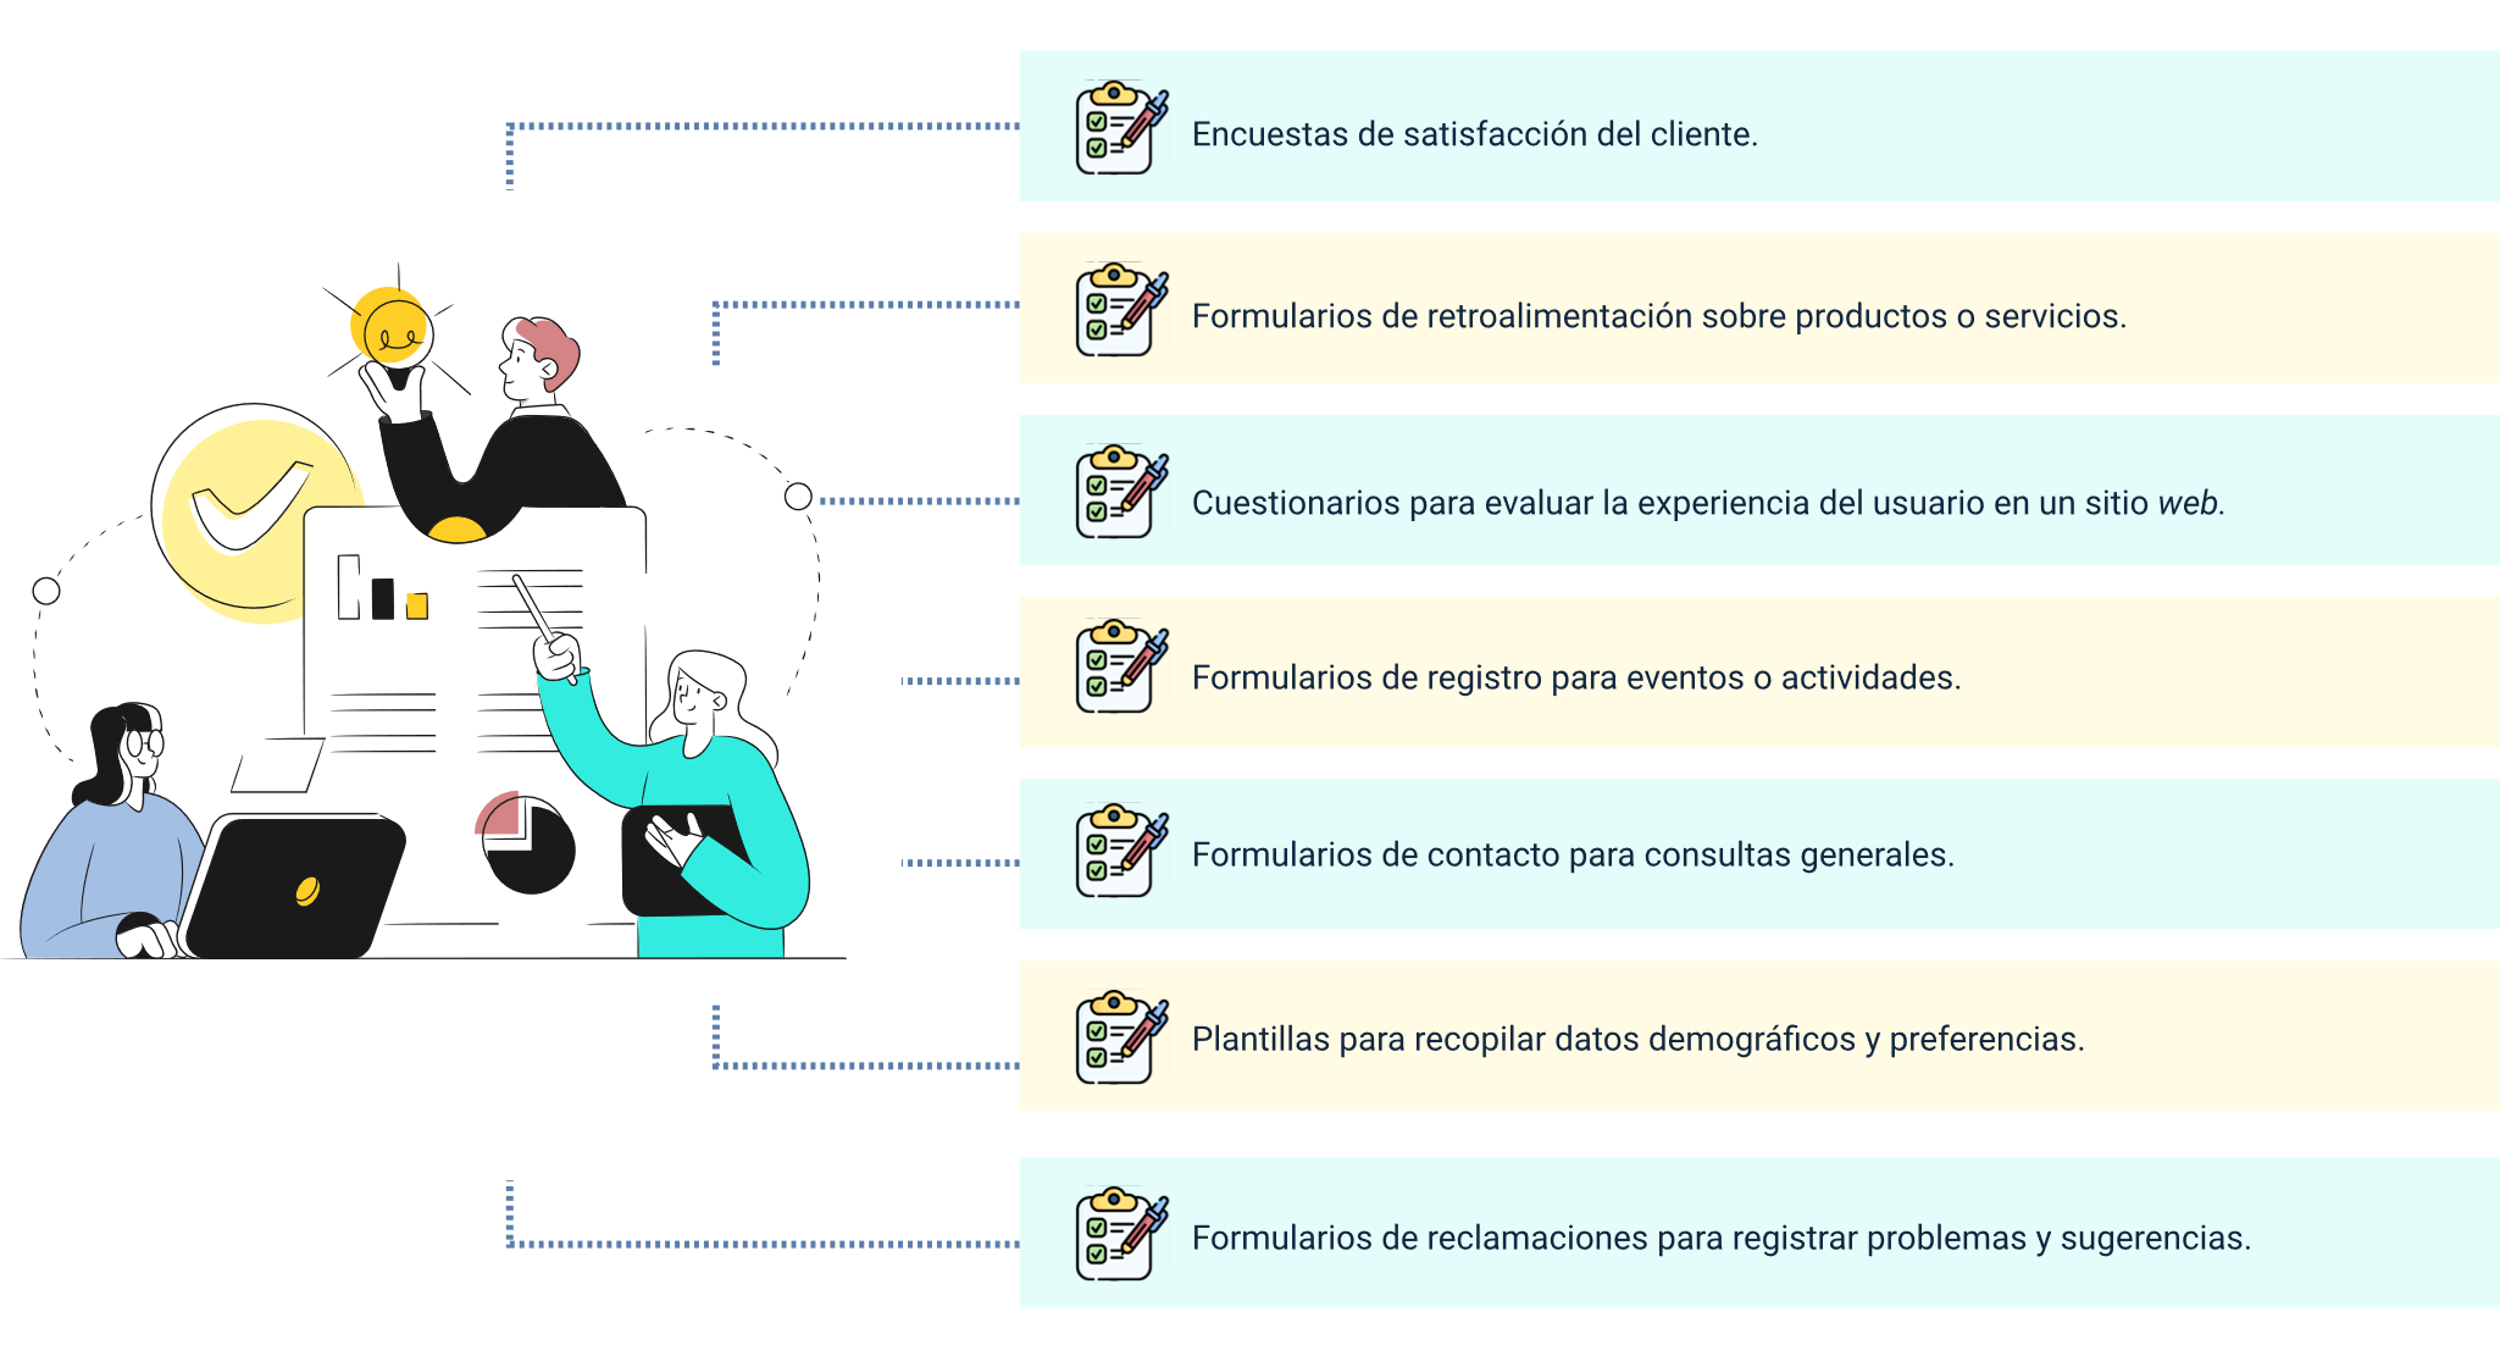 Encuestas de satisfacción del cliente.
Formularios de retroalimentación sobre productos o servicios.
Cuestionarios para evaluar la experiencia del usuario en un sitio web.
Formularios de registro para eventos o actividades.
Formularios de contacto para consultas generales.
Plantillas para recopilar datos demográficos y preferencias.
Formularios de reclamaciones para registrar problemas y sugerencias.